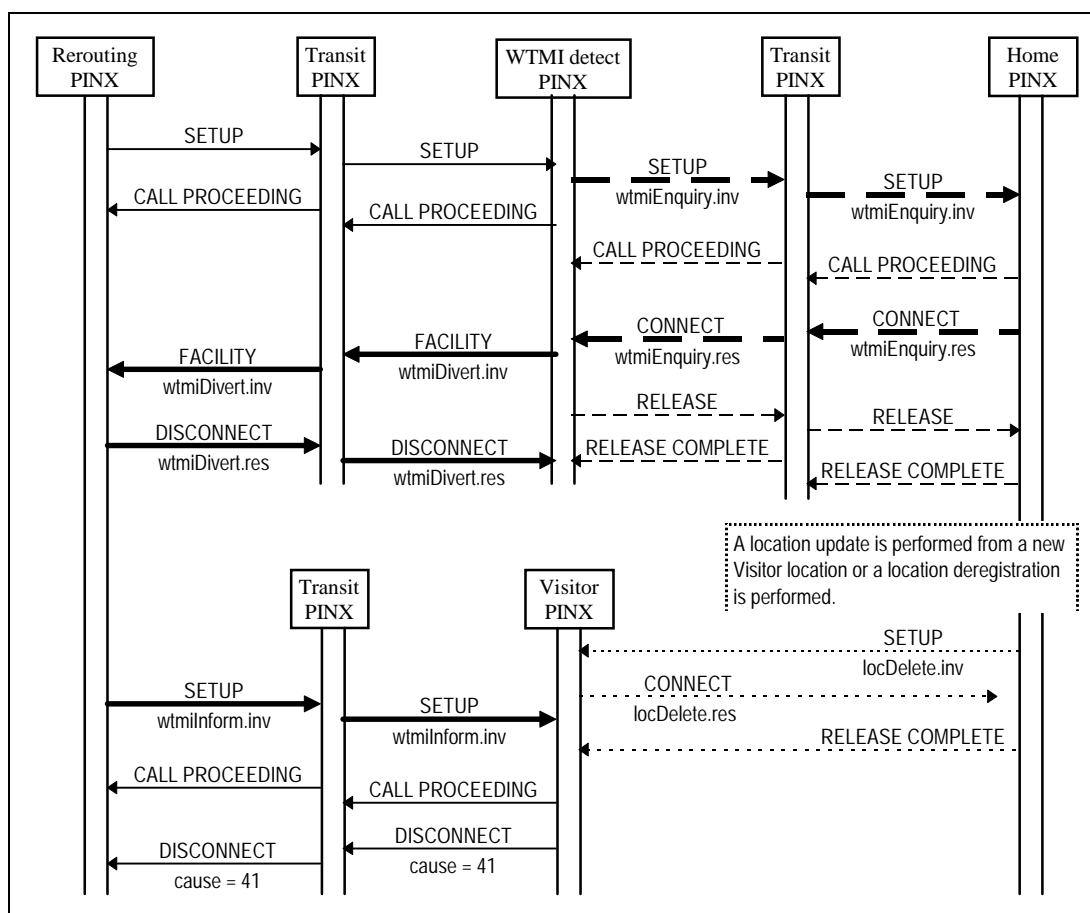 Rerouting
PINX
Transit
PINX
WTMI detect
PINX
Transit
PINX
Home
PINX
SETUP
SETUP
SETUP
wtmiEnquiry.inv
SETUP
wtmiEnquiry.inv
CALL PROCEEDING
CALL PROCEEDING
CALL PROCEEDING
CALL PROCEEDING
CONNECT
wtmiEnquiry.res
CONNECT
wtmiEnquiry.res
FACILITY
wtmiDivert.inv
FACILITY
wtmiDivert.inv
RELEASE
RELEASE
DISCONNECT
wtmiDivert.res
DISCONNECT
wtmiDivert.res
RELEASE COMPLETE
RELEASE COMPLETE
A location update is performed from a new
Visitor location or a location deregistration
is performed.
Transit
PINX
Visitor
PINX
SETUP
locDelete.inv
CONNECT
locDelete.res
SETUP
wtmiInform.inv
SETUP
wtmiInform.inv
RELEASE COMPLETE
CALL PROCEEDING
CALL PROCEEDING
DISCONNECT
cause = 41
DISCONNECT
cause = 41